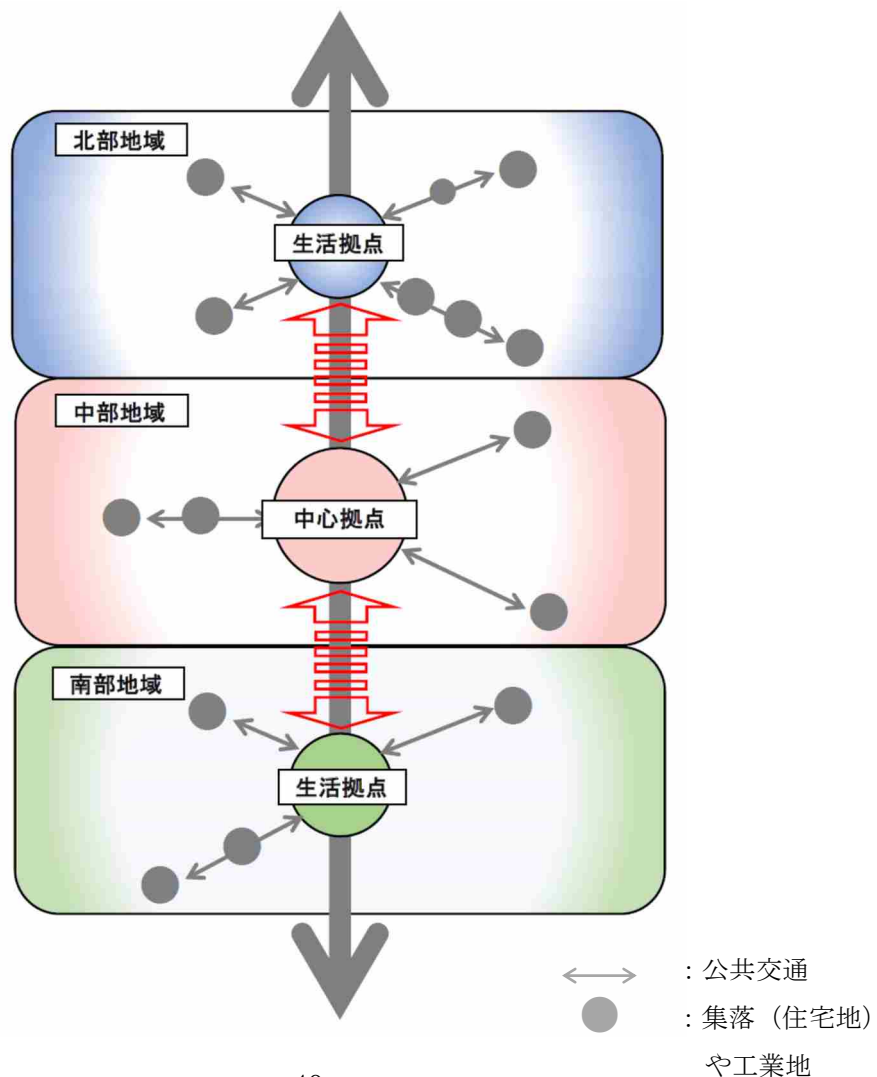 北部地域
生活拠点
中部地域
中心拠点
南部地域
生活拠点
：公共交通
：集落（住宅地）
や工業地